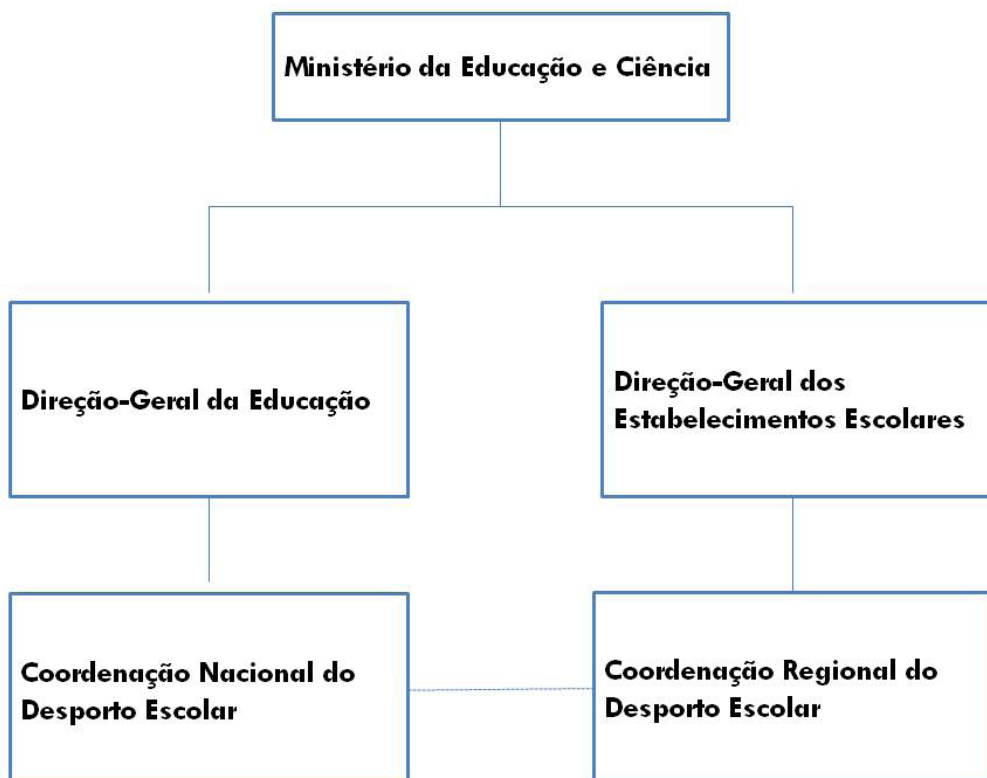 Ministério da Educação e Ciência
Direção-Geral da Educação
Direção-Geral dos
Estabelecimentos Escolares
Coordenação Nacional do
Desporto Escolar
Coordenação Regional do
Desporto Escolar